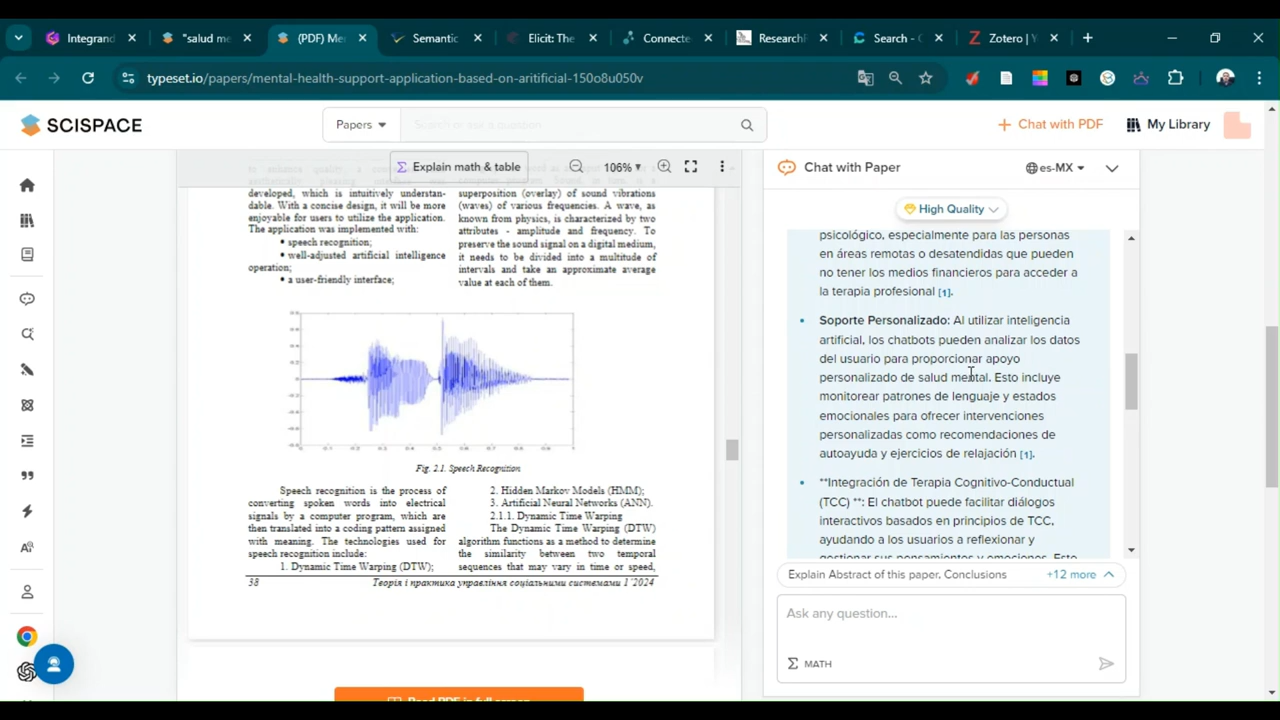 Integrand
"salud me
(PDF) Me
Semantic
Elicit: The
Connecte
ResearchR
Search - C
Zotero | Y
typeset.io/papers/mental-health-support-application-based-on-aritificial-150o8u050v
SCISPACE
Papers
Search or ask a question
Chat with PDF
My Library
Explain math & table
106%
developed, which is intuitively understan-
dable. With a concise design, it will be more
enjoyable for users to utilize the application.
The application was implemented with:
• speech recognition;
• well-adjusted artificial intelligence
operation;
• a user-friendly interface;
superposition (overlay) of sound vibrations
(waves) of various frequencies. A wave, as
known from physics, is characterized by two
attributes - amplitude and frequency. To
preserve the sound signal on a digital medium,
it needs to be divided into a multitude of
intervals and take an approximate average
value at each of them.
Fig. 2.1. Speech Recognition
Speech recognition is the process of
converting spoken words into electrical
signals by a computer program, which are
then translated into a coding pattern assigned
with meaning. The technologies used for
speech recognition include:
1. Dynamic Time Warping (DTW);
2. Hidden Markov Models (HMM);
3. Artificial Neural Networks (ANN).
2.1.1. Dynamic Time Warping
The Dynamic Time Warping (DTW)
algorithm functions as a method to determine
the similarity between two temporal
sequences that may vary in time or speed,
38
Теорія і практика управління соціальними системами 1'2024
Read PDF in full screen
Chat with Paper
es-MX
High Quality
psicológico, especialmente para las personas
en áreas remotas o desatendidas que pueden
no tener los medios financieros para acceder a
la terapia profesional [1].
• Soporte Personalizado: Al utilizar inteligencia
artificial, los chatbots pueden analizar los datos
del usuario para proporcionar apoyo
personalizado de salud mental. Esto incluye
monitorear patrones de lenguaje y estados
emocionales para ofrecer intervenciones
personalizadas como recomendaciones de
autoayuda y ejercicios de relajación [1].
• **Integración de Terapia Cognitivo-Conductual
(TCC) **: El chatbot puede facilitar diálogos
interactivos basados en principios de TCC,
ayudando a los usuarios a reflexionar y
gestionar sus pensamientos y emociones. Este
Explain Abstract of this paper, Conclusions
+12 more
Ask any question...
MATH